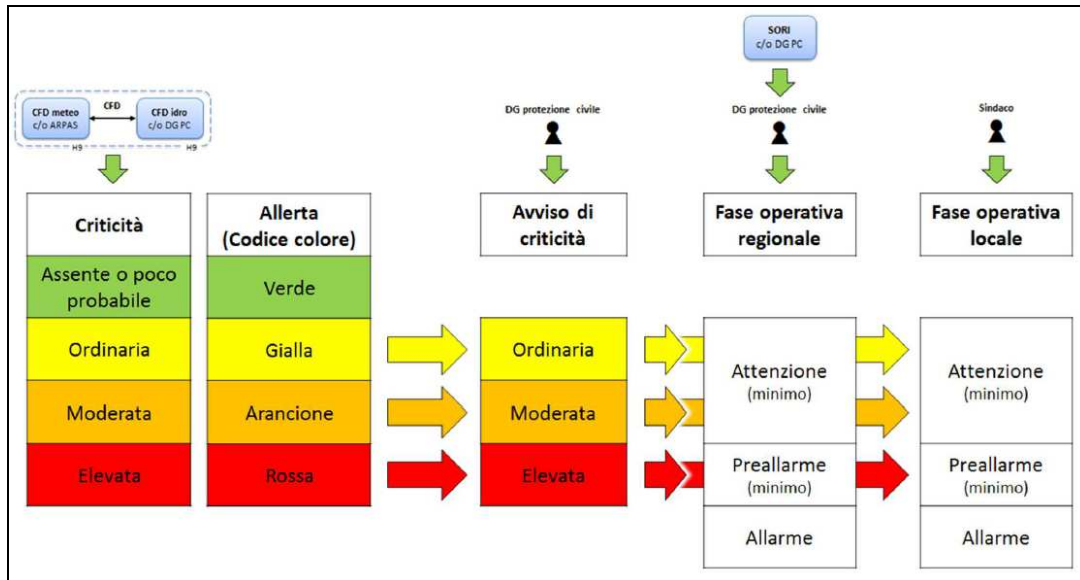 SORI
c/o DG PC
CFD meteo
c/o ARPAS
CFD
CFD idro
c/o DG PC
H9
H9
DG protezione civile
DG protezione civile
Sindaco
Criticità
Allerta
(Codice colore)
Avviso di
criticità
Fase operativa
regionale
Fase operativa
locale
Assente o poco
probabile
Verde
Ordinaria
Gialla
Ordinaria
Attenzione
(minimo)
Attenzione
(minimo)
Moderata
Arancione
Moderata
Elevata
Rossa
Elevata
Preallarme
(minimo)
Preallarme
(minimo)
Allarme
Allarme